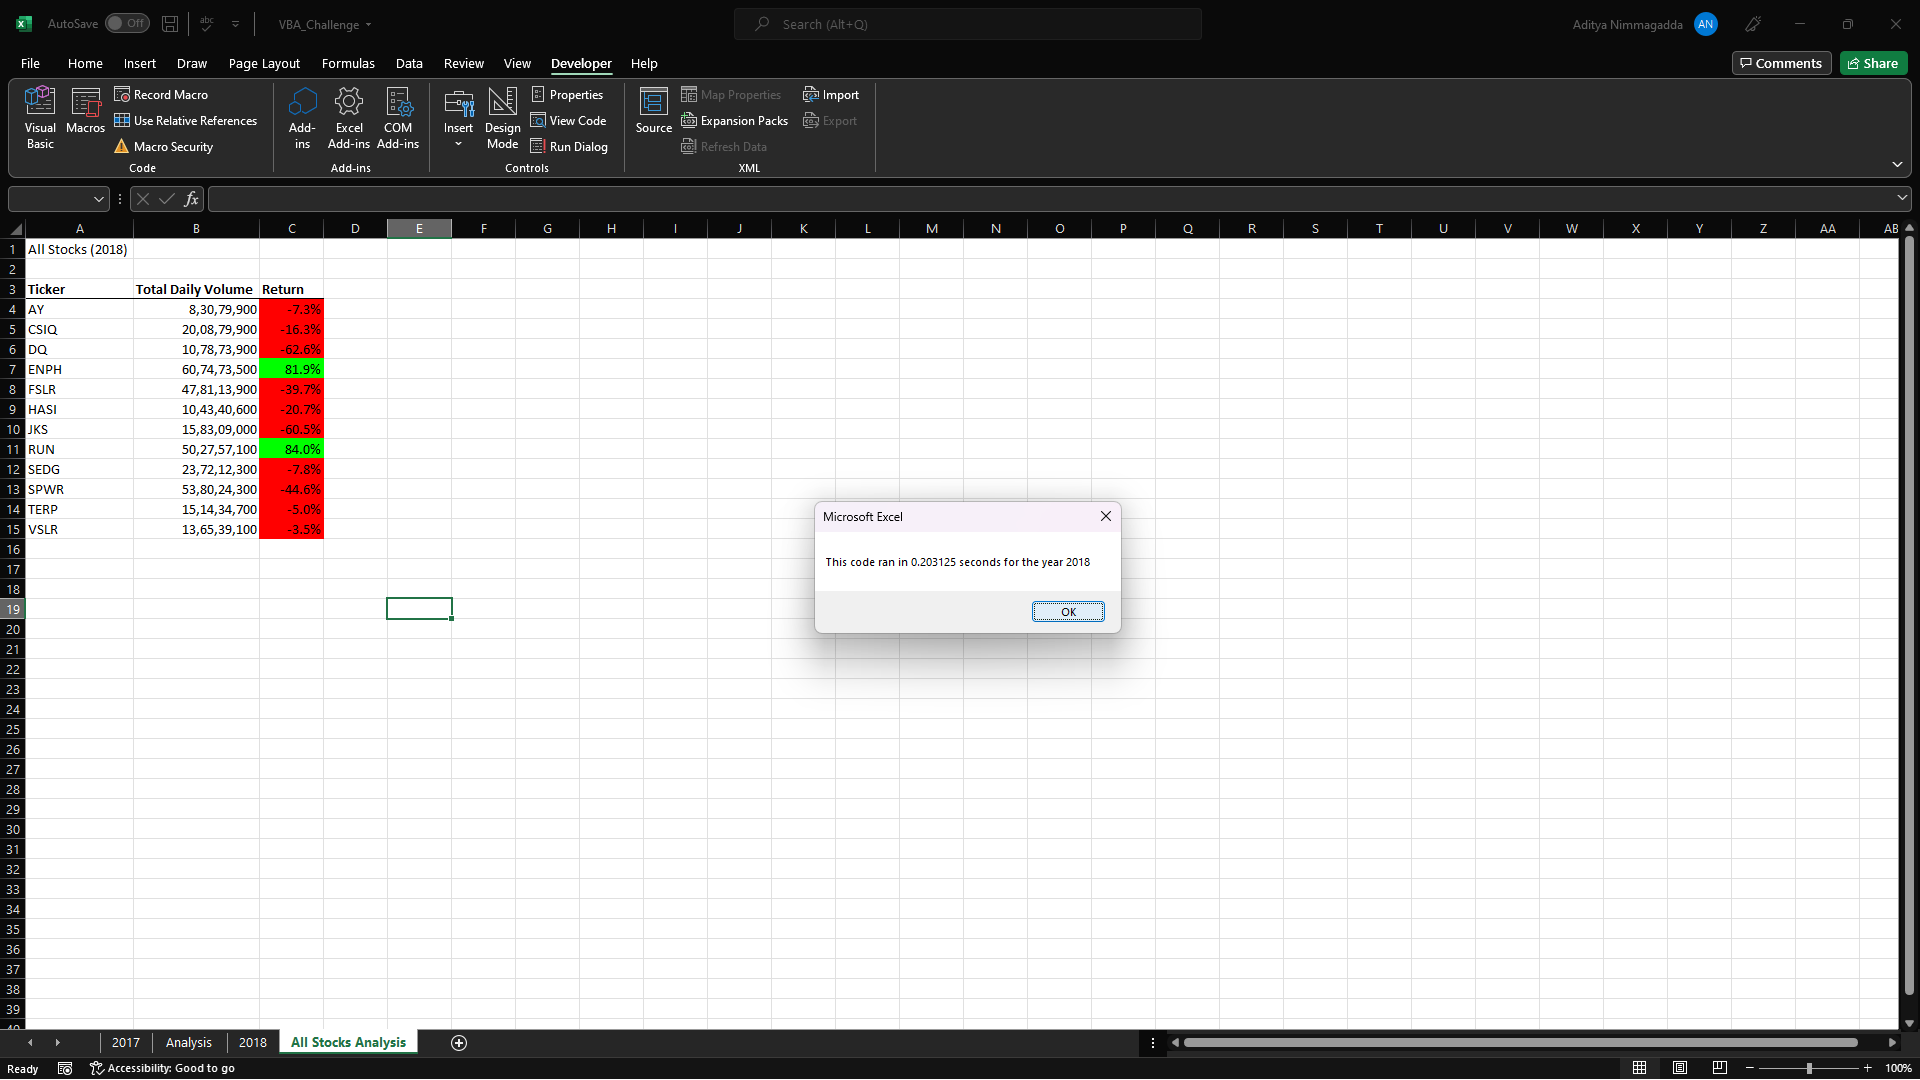 AutoSave Off
abc
VBA_Challenge
Search (Alt+Q)
Aditya Nimmagadda AN
File Home Insert Draw Page Layout Formulas Data Review View Developer Help
Comments Share
Visual Basic
Macros
Record Macro
Use Relative References
Macro Security
Code
Add-ins
Excel Add-ins
COM Add-ins
Add-ins
Insert
Design Mode
Properties
View Code
Run Dialog
Controls
Source
Map Properties
Expansion Packs
Refresh Data
Import
Export
XML
fx
A B C D E F G H I J K L M N O P Q R S T U V W X Y Z AA AB
1 All Stocks (2018)
2
3 Ticker Total Daily Volume Return
4 AY 8,30,79,900 -7.3%
5 CSIQ 20,08,79,900 -16.3%
6 DQ 10,78,73,900 -62.6%
7 ENPH 60,74,73,500 81.9%
8 FSLR 47,81,13,900 -39.7%
9 HASI 10,43,40,600 -20.7%
10 JKS 15,83,09,000 -60.5%
11 RUN 50,27,57,100 84.0%
12 SEDG 23,72,12,300 -7.8%
13 SPWR 53,80,24,300 -44.6%
14 TERP 15,14,34,700 -5.0%
15 VSLR 13,65,39,100 -3.5%
16
17
18
19
20
21
22
23
24
25
26
27
28
29
30
31
32
33
34
35
36
37
38
39
40
Microsoft Excel
This code ran in 0.203125 seconds for the year 2018
OK
2017 Analysis 2018 All Stocks Analysis
Ready Accessibility: Good to go 100%